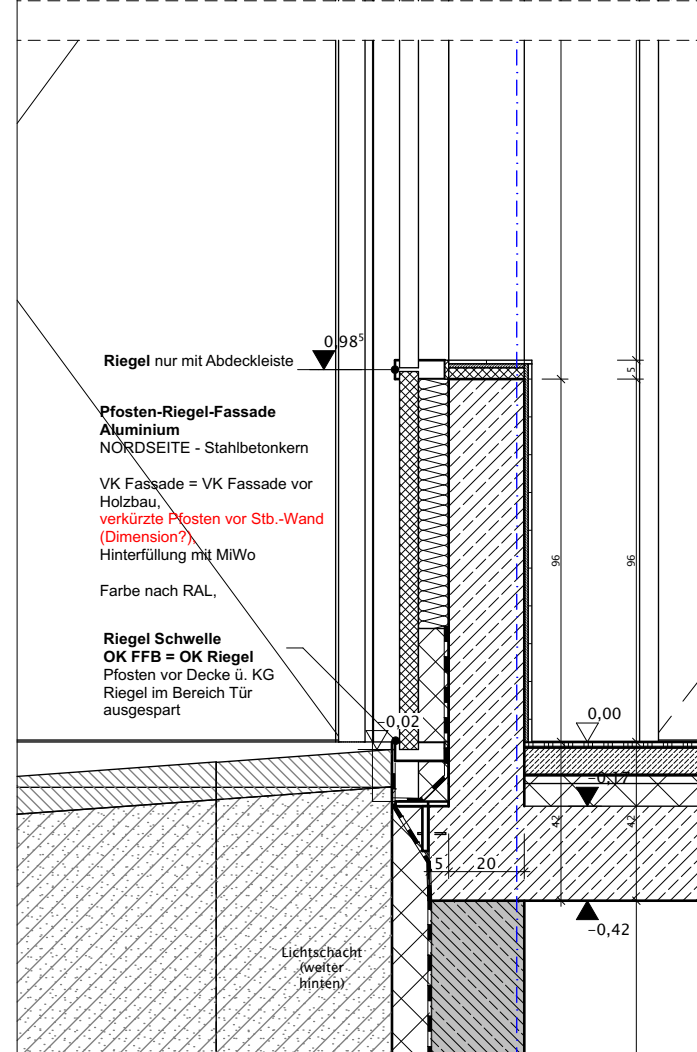 0,98⁵
Riegel nur mit Abdeckleiste
5
Pfosten-Riegel-Fassade
Aluminium
NORDSEITE - Stahlbetonkern
VK Fassade = VK Fassade vor
Holzbau,
verkürzte Pfosten vor Stb.-Wand
(Dimension?),
Hinterfüllung mit MiWo
Farbe nach RAL,
96
96
Riegel Schwelle
OK FFB = OK Riegel
Pfosten vor Decke ü. KG
Riegel im Bereich Tür
ausgespart
-0,02
0,00
-0,17
42
42
5
20
-0,42
Lichtschacht
(weiter
hinten)